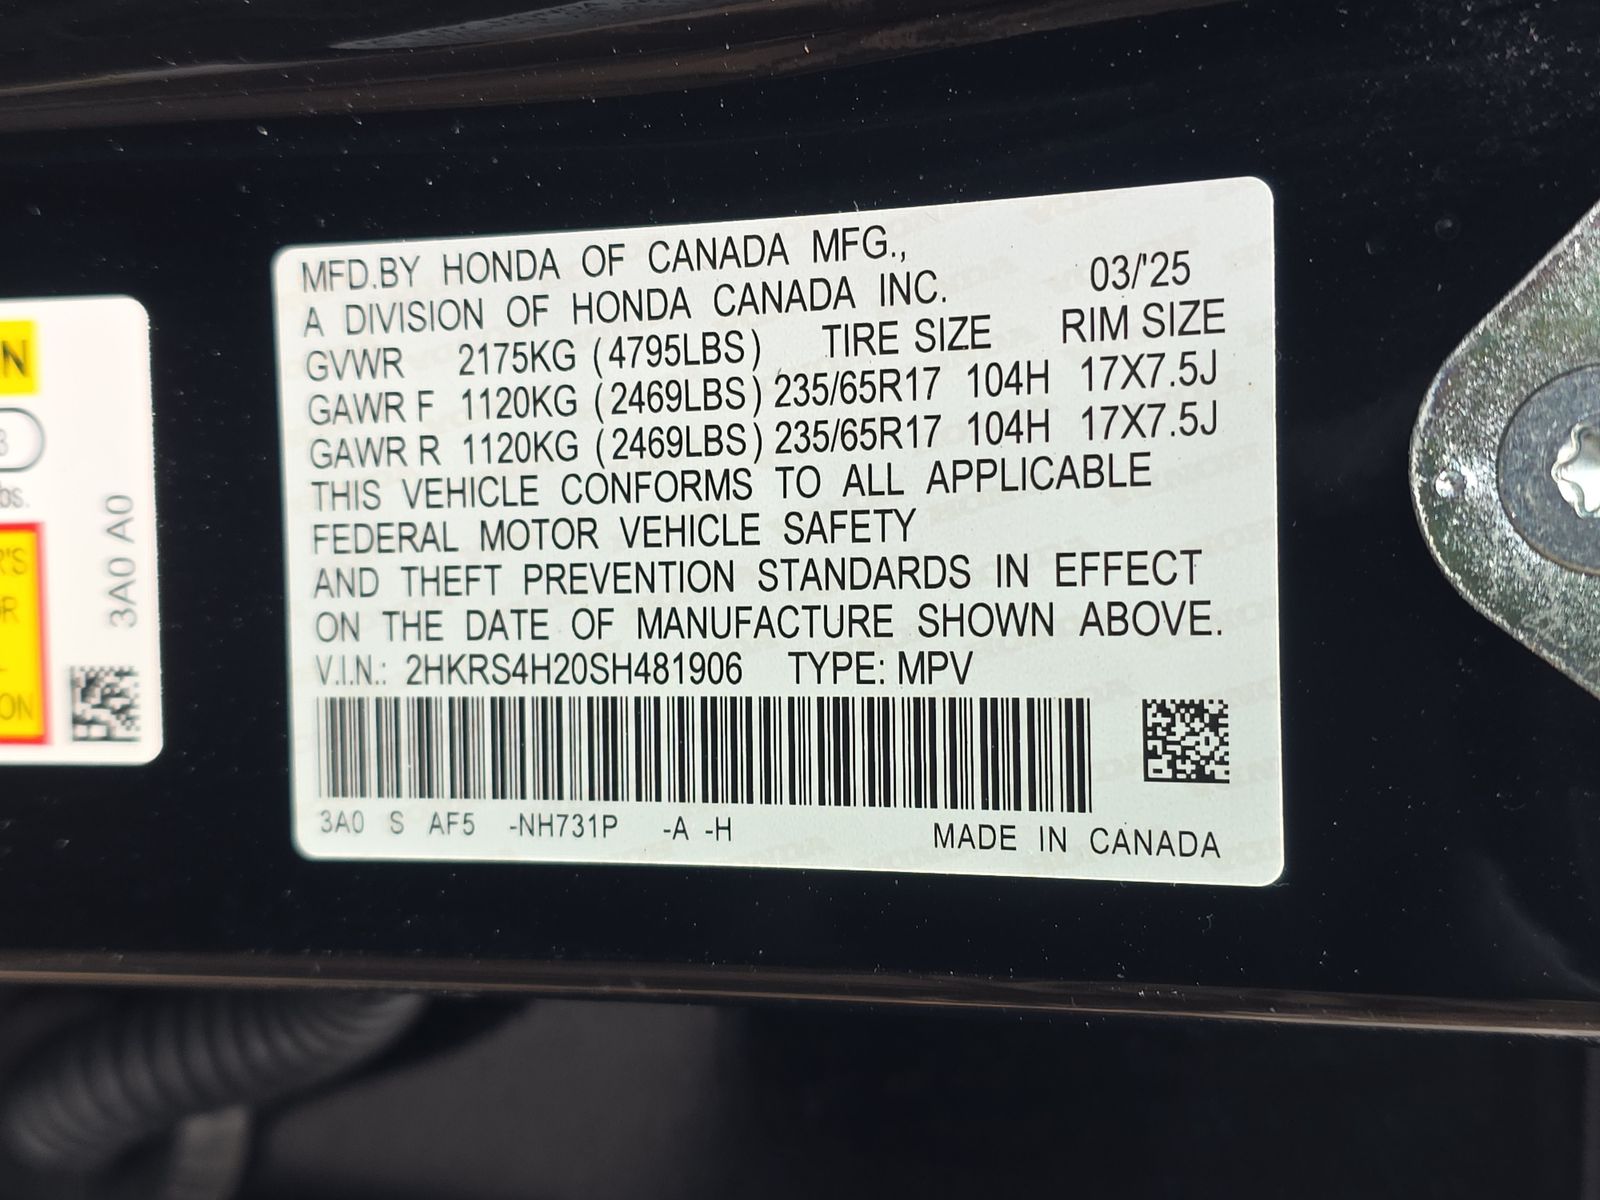 MFD.BY HONDA OF CANADA MFG.,
A DIVISION OF HONDA CANADA INC. 03/'25
GVWR 2175KG (4795LBS) TIRE SIZE RIM SIZE
GAWR F 1120KG (2469LBS) 235/65R17 104H 17X7.5J
GAWR R 1120KG (2469LBS) 235/65R17 104H 17X7.5J
THIS VEHICLE CONFORMS TO ALL APPLICABLE
FEDERAL MOTOR VEHICLE SAFETY
AND THEFT PREVENTION STANDARDS IN EFFECT
ON THE DATE OF MANUFACTURE SHOWN ABOVE.
V.I.N.: 2HKRS4H20SH481906 TYPE: MPV
3A0 S AF5 -NH731P -A -H
MADE IN CANADA
3A0 A0